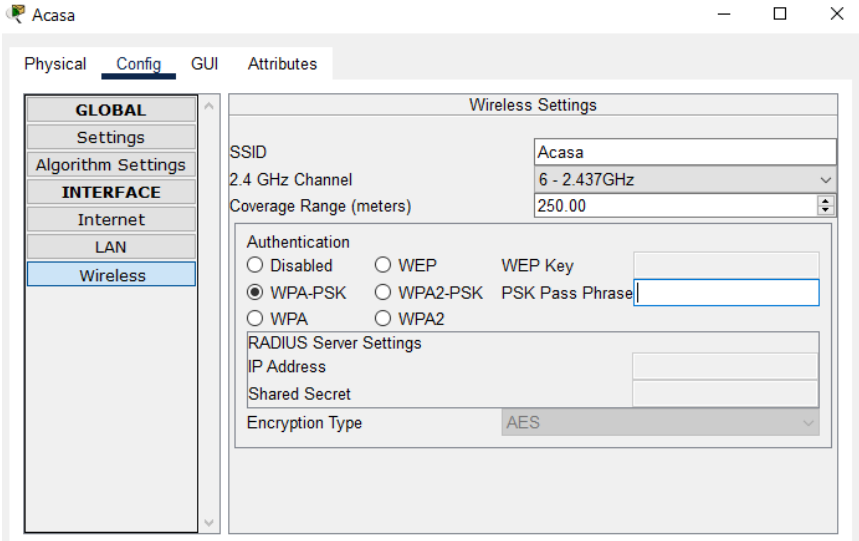 Acasa
Physical Config GUI Attributes
GLOBAL
Settings
Algorithm Settings
INTERFACE
Internet
LAN
Wireless
Wireless Settings
SSID Acasa
2.4 GHz Channel 6 - 2.437GHz
Coverage Range (meters) 250.00
Authentication
Disabled WEP WEP Key
WPA-PSK WPA2-PSK PSK Pass Phrase
WPA WPA2
RADIUS Server Settings
IP Address
Shared Secret
Encryption Type AES